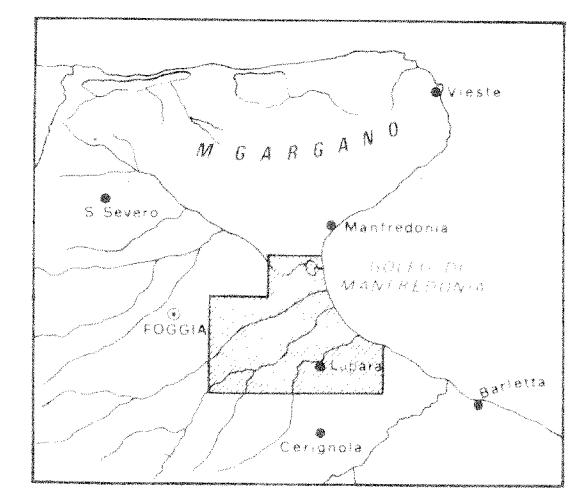 Vieste
M GARGANO
S Severo
Manfredonia
GOLFO DI
MANFREDONIA
FOGGIA
Lupara
Barletta
Cerignola